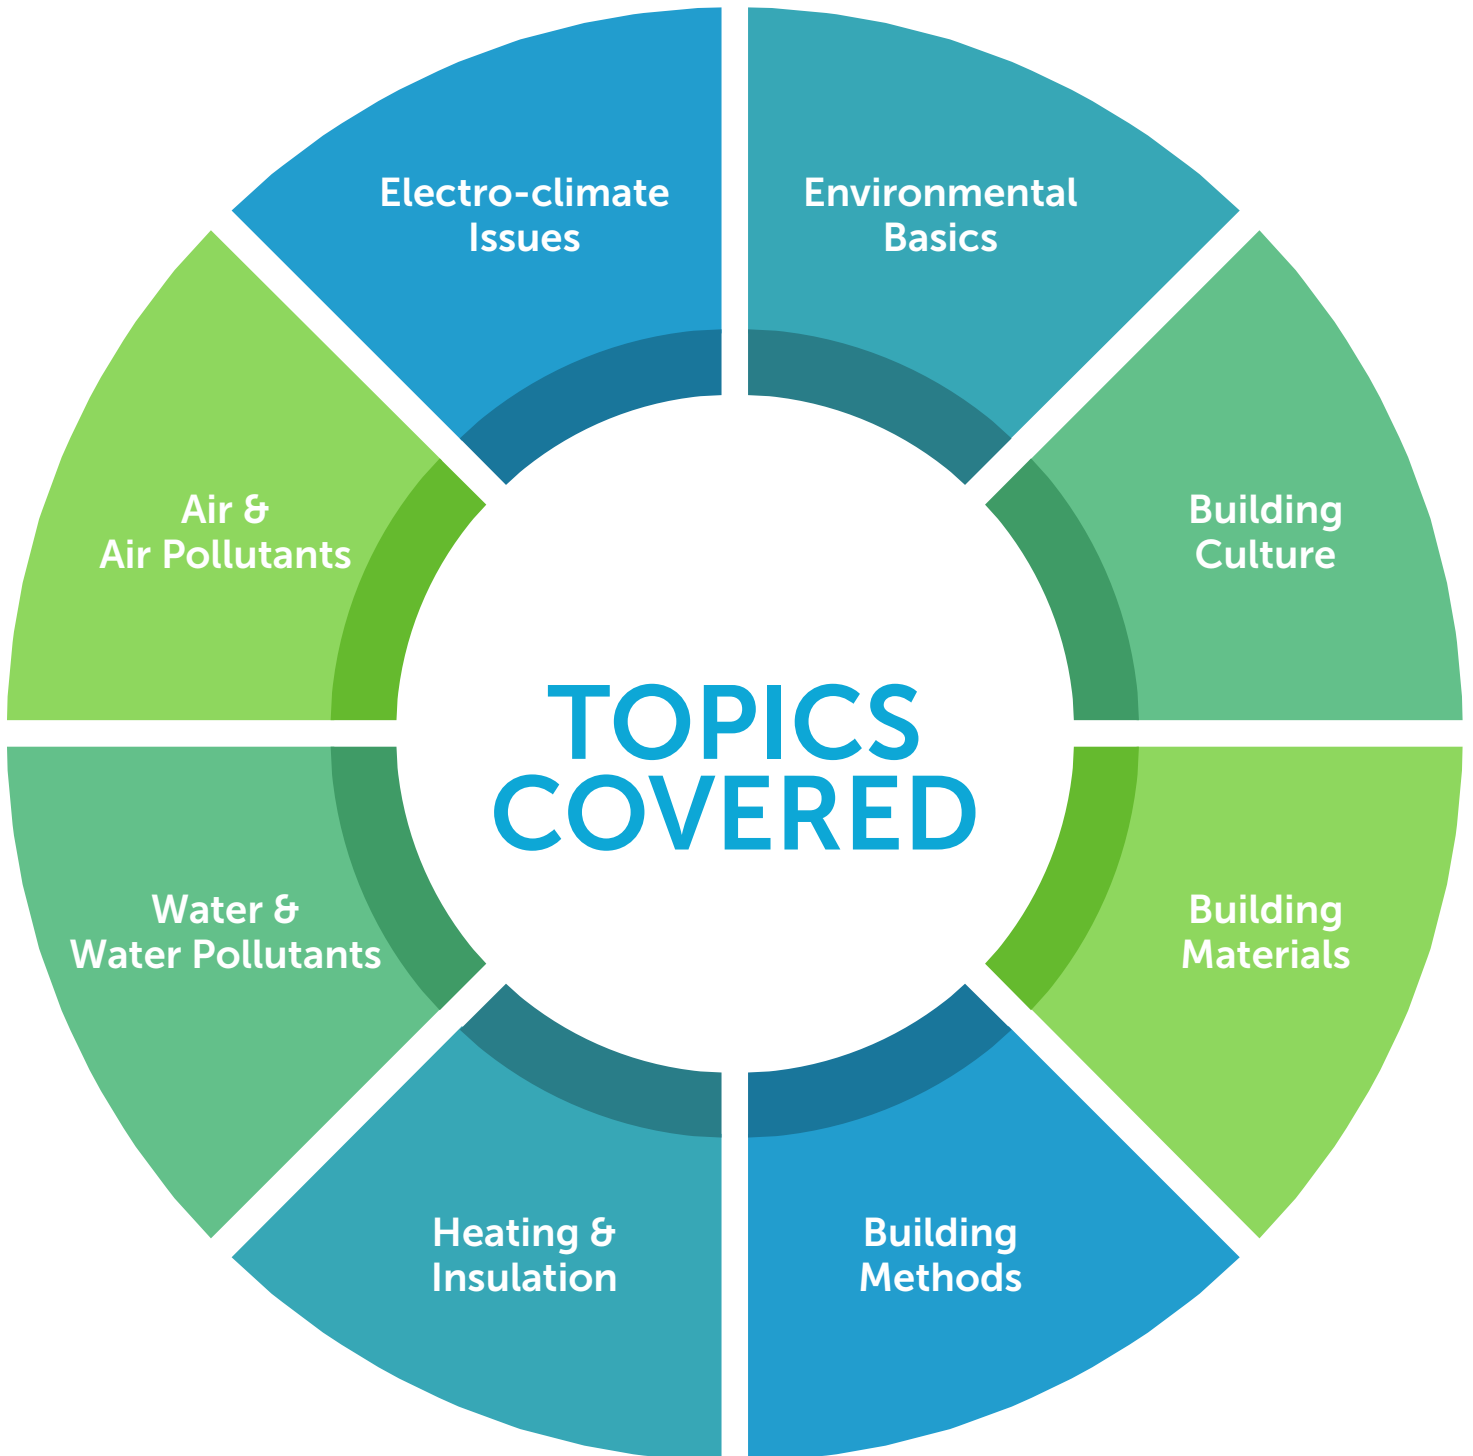 Electro-climate
Issues
Environmental
Basics
Air &
Air Pollutants
Building
Culture
TOPICS
COVERED
Water &
Water Pollutants
Building
Materials
Heating &
Insulation
Building
Methods